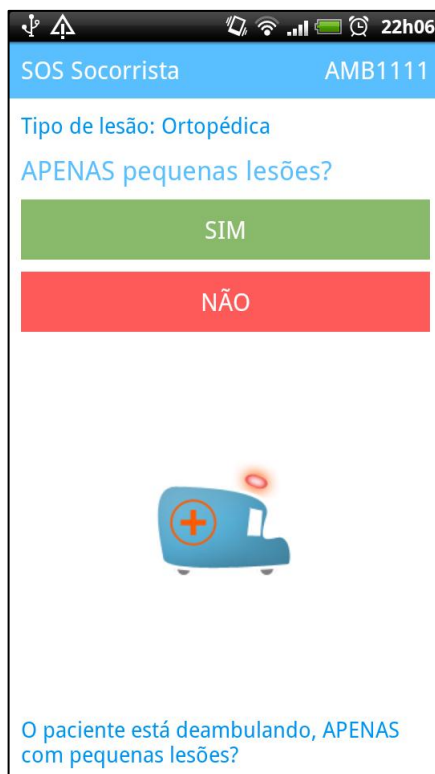 22h06
SOS Socorrista AMB1111
Tipo de lesão: Ortopédica
APENAS pequenas lesões?
SIM
NÃO
O paciente está deambulando, APENAS
com pequenas lesões?